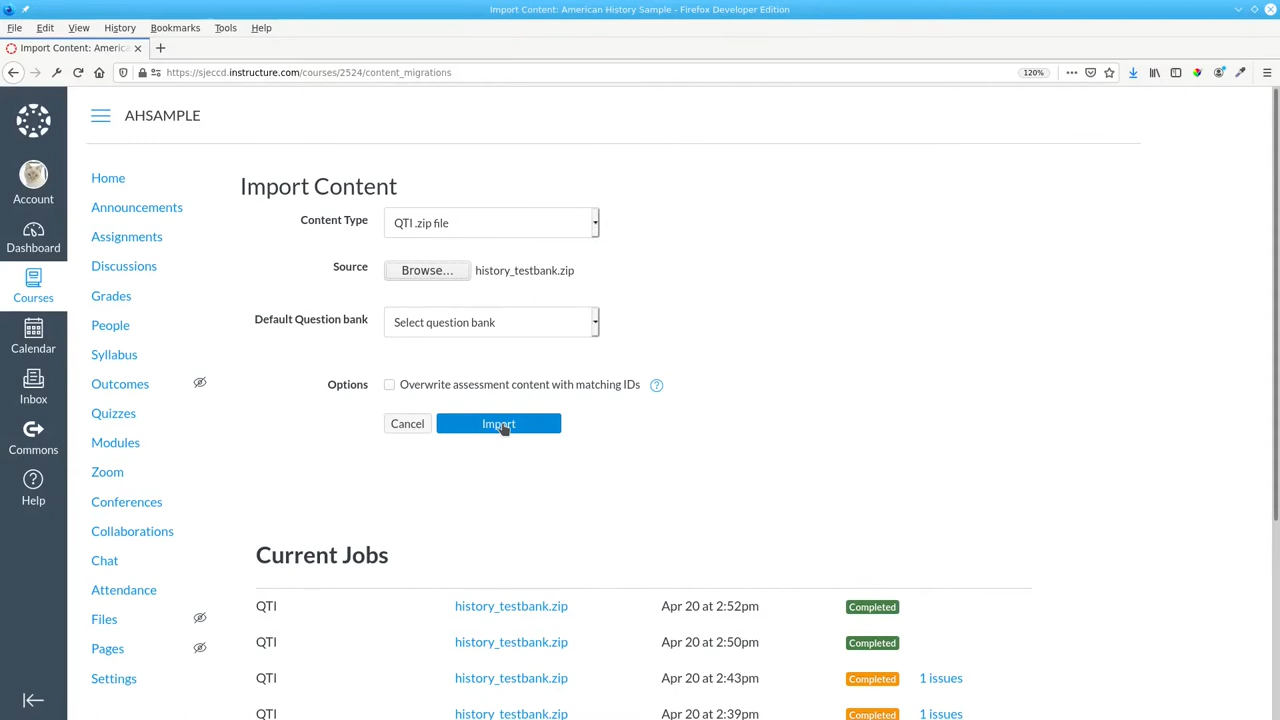 Import Content: American History Sample - Firefox Developer Edition
File Edit View History Bookmarks Tools Help
Import Content: Americ
https://sjeccd.instructure.com/courses/2524/content_migrations 120%
AHSAMPLE
Account
Dashboard
Courses
Calendar
Inbox
Commons
Help
Home
Announcements
Assignments
Discussions
Grades
People
Syllabus
Outcomes
Quizzes
Modules
Zoom
Conferences
Collaborations
Chat
Attendance
Files
Pages
Settings
Import Content
Content Type QTI .zip file
Source Browse... history_testbank.zip
Default Question bank Select question bank
Options Overwrite assessment content with matching IDs ?
Cancel Import
Current Jobs
QTI history_testbank.zip Apr 20 at 2:52pm Completed
QTI history_testbank.zip Apr 20 at 2:50pm Completed
QTI history_testbank.zip Apr 20 at 2:43pm Completed 1 issues
QTI history_testbank.zip Apr 20 at 2:39pm Completed 1 issues